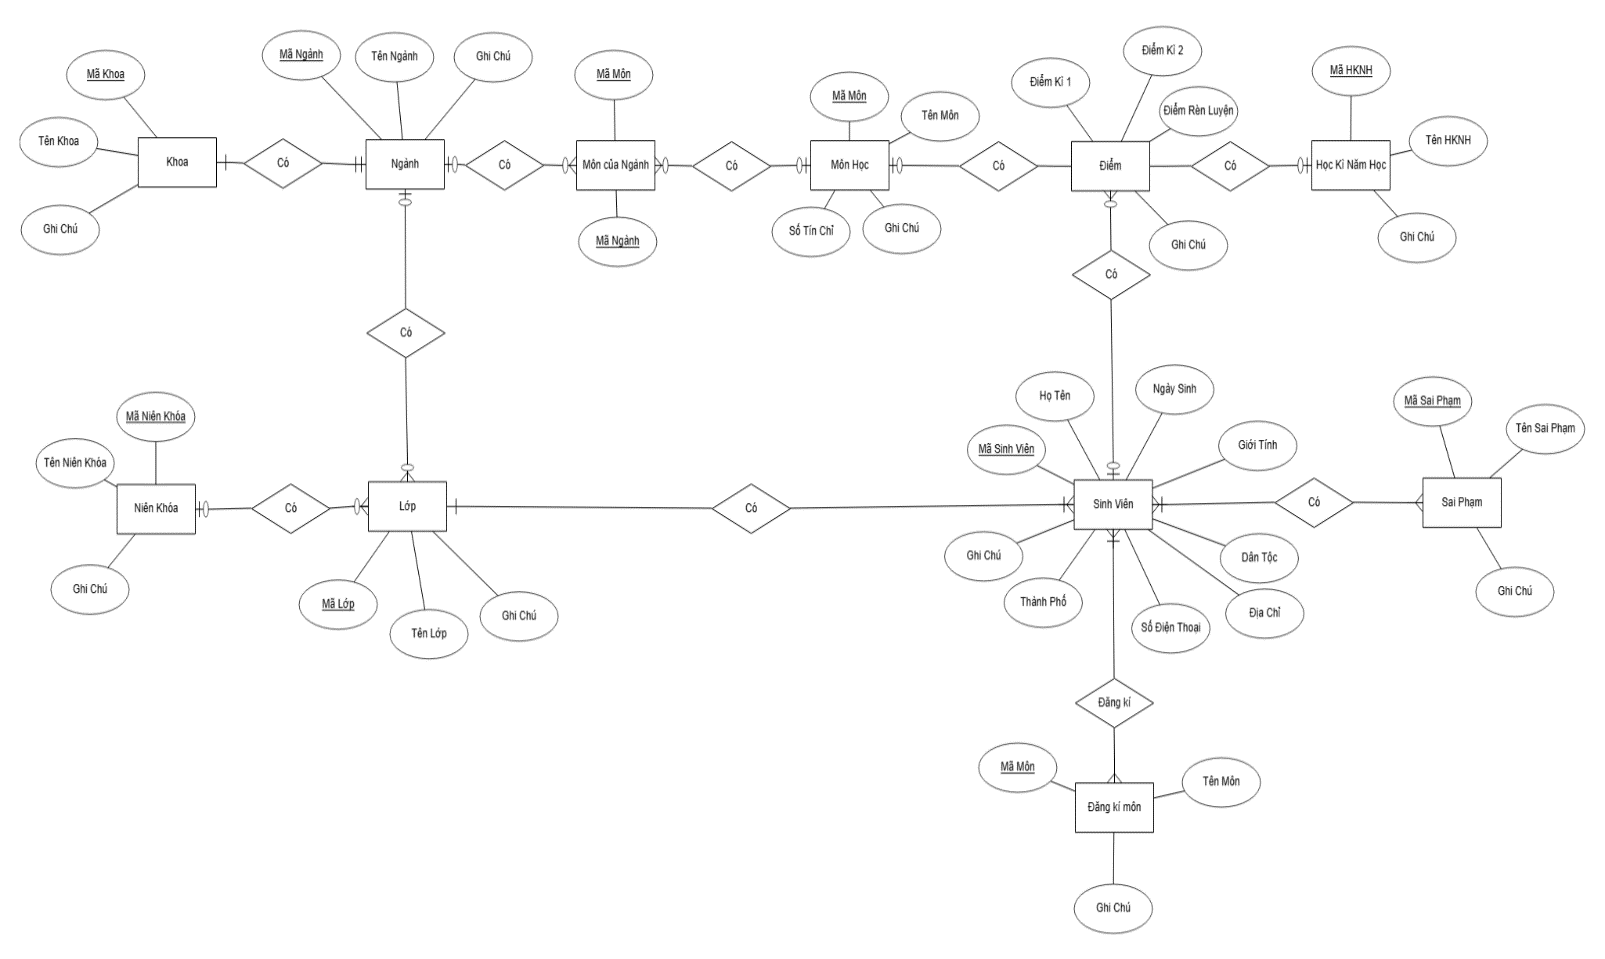 Mã Khoa
Tên Khoa
Ghi Chú
Khoa
Có
Mã Ngành
Tên Ngành
Ghi Chú
Ngành
Có
Mã Môn
Môn của Ngành
Mã Ngành
Có
Mã Môn
Tên Môn
Môn Học
Số Tín Chỉ
Ghi Chú
Có
Điểm Kì 1
Điểm Kì 2
Điểm Rèn Luyện
Điểm
Ghi Chú
Có
Mã HKNH
Tên HKNH
Học Kì Năm Học
Ghi Chú
Có
Có
Mã Niên Khóa
Tên Niên Khóa
Niên Khóa
Ghi Chú
Có
Lớp
Mã Lớp
Tên Lớp
Ghi Chú
Có
Họ Tên
Ngày Sinh
Mã Sinh Viên
Giới Tính
Sinh Viên
Ghi Chú
Dân Tộc
Thành Phố
Địa Chỉ
Số Điện Thoại
Có
Mã Sai Phạm
Tên Sai Phạm
Sai Phạm
Ghi Chú
Đăng kí
Mã Môn
Tên Môn
Đăng kí môn
Ghi Chú